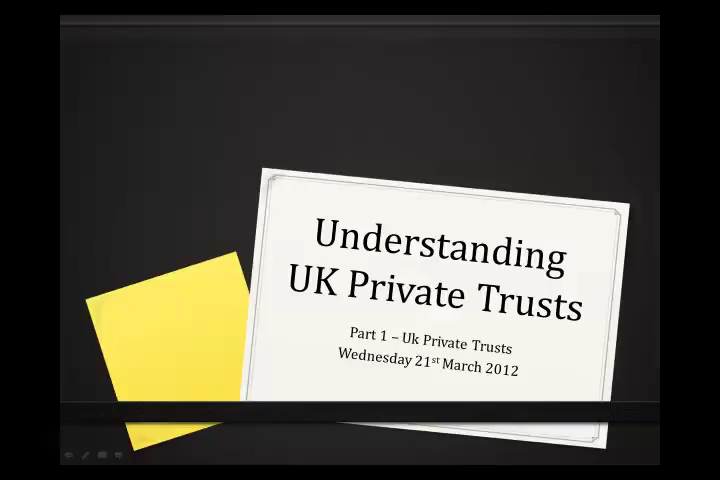 Understanding
UK Private Trusts
Part 1 – Uk Private Trusts
Wednesday 21st March 2012